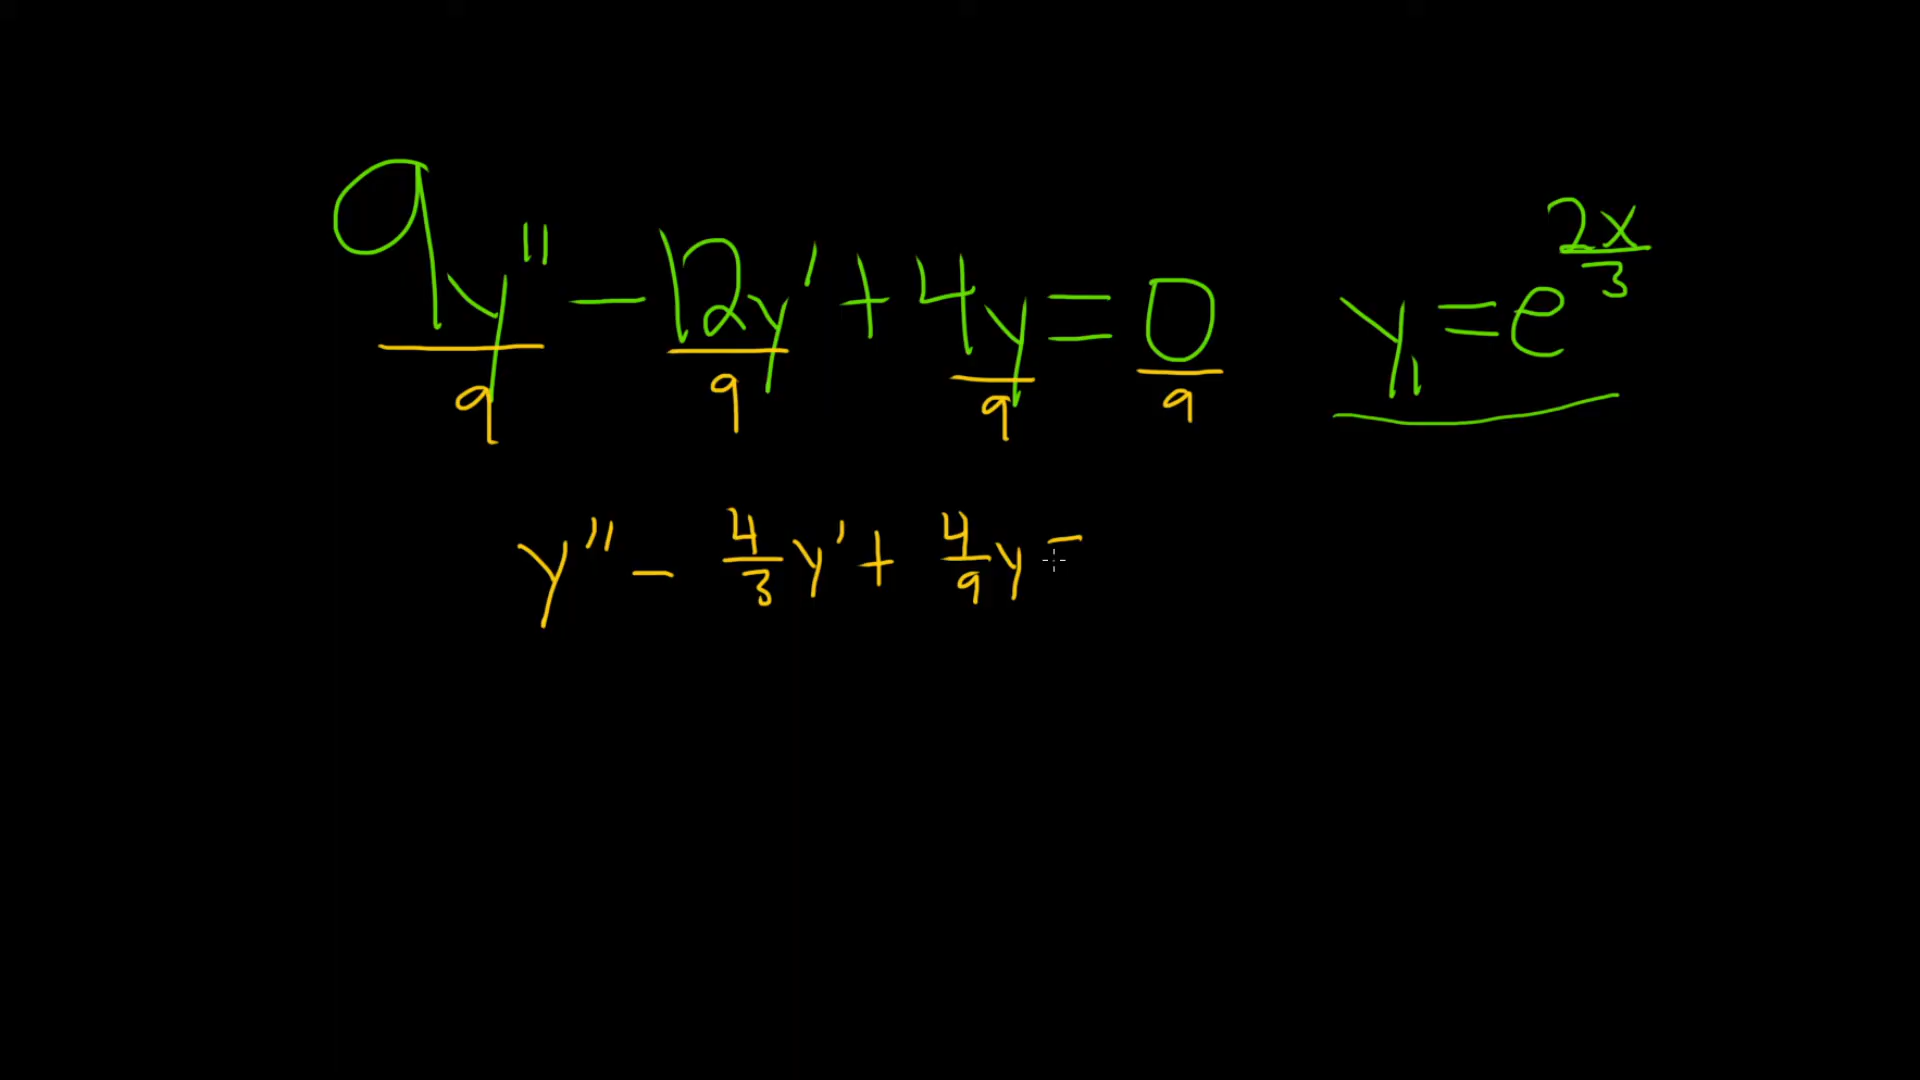 9y'' - 12y' + 4y = 0 y₁ = e^(2x/3)
9 9 9 9
y'' - 4/3 y' + 4/9 y =